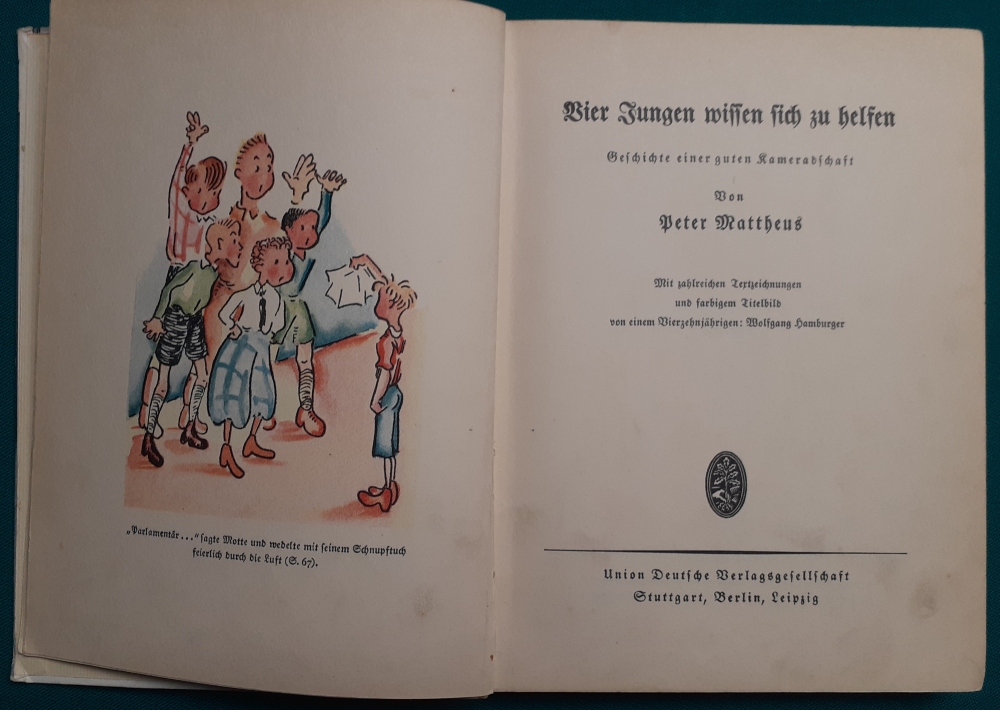 „Parlamentär . . .“ sagte Motte und wedelte mit seinem Schnupftuch
feierlich durch die Luft (S. 67).
Vier Jungen wissen sich zu helfen
Geschichte einer guten Kameradschaft
Von
Peter Mattheus
Mit zahlreichen Textzeichnungen
und farbigem Titelbild
von einem Vierzehnjährigen: Wolfgang Hamburger
Union Deutsche Verlagsgesellschaft
Stuttgart, Berlin, Leipzig